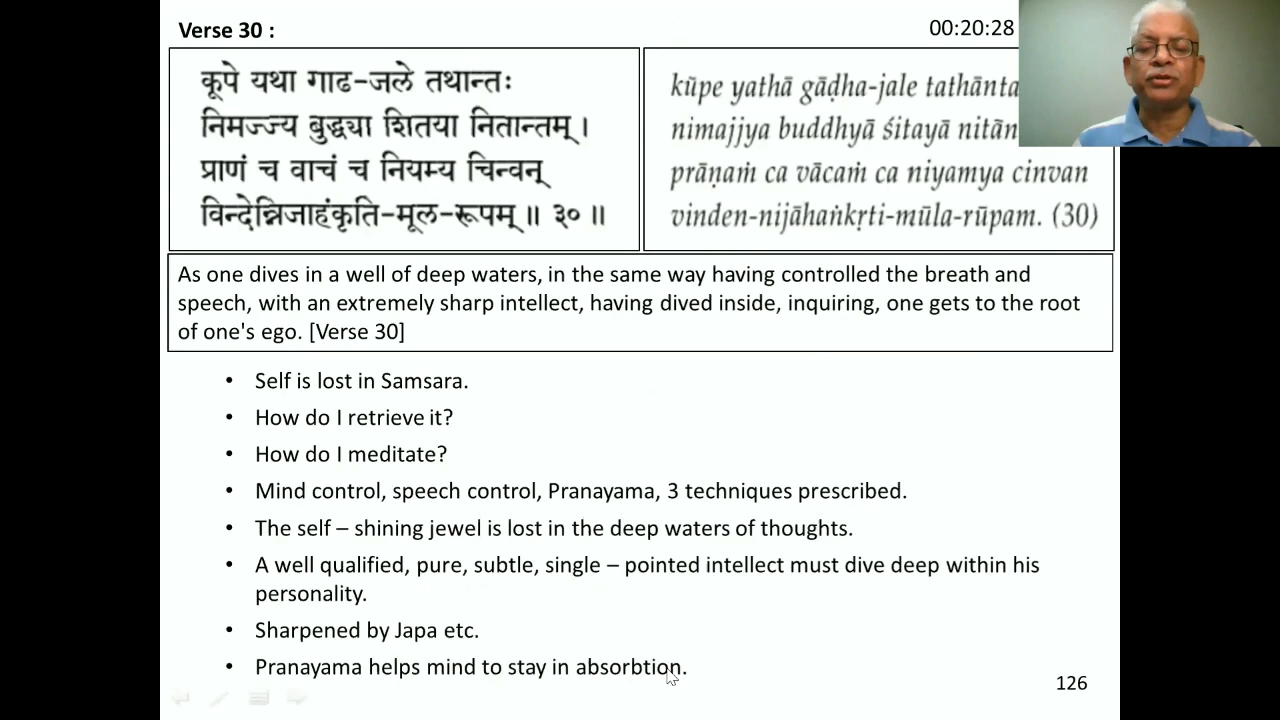 Verse 30 :
00:20:28
कूपे यथा गाढ-जले तथान्तः
निमज्ज्य बुद्ध्या शितया नितान्तम् ।
प्राणं च वाचं च नियम्य चिन्वन्
विन्देन्निजाहंकृति-मूल-रूपम् ॥ ३० ॥
kūpe yathā gāḍha-jale tathānta
nimajjya buddhyā śitayā nitān
prāṇaṁ ca vācaṁ ca niyamya cinvan
vinden-nijāhaṅkṛti-mūla-rūpam. (30)
As one dives in a well of deep waters, in the same way having controlled the breath and
speech, with an extremely sharp intellect, having dived inside, inquiring, one gets to the root
of one's ego. [Verse 30]
• Self is lost in Samsara.
• How do I retrieve it?
• How do I meditate?
• Mind control, speech control, Pranayama, 3 techniques prescribed.
• The self – shining jewel is lost in the deep waters of thoughts.
• A well qualified, pure, subtle, single – pointed intellect must dive deep within his
personality.
• Sharpened by Japa etc.
• Pranayama helps mind to stay in absorbtion.
126